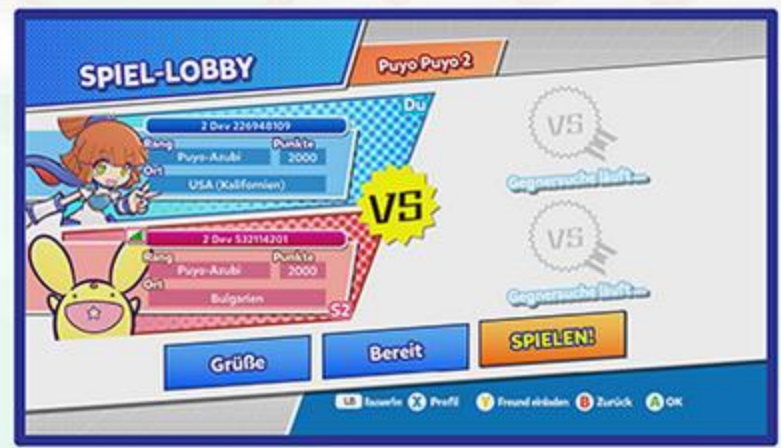 SPIEL-LOBBY
Puyo Puyo 2
Du
2 Dev 226948109
Rang Punkte
Puyo-Azubi 2000
Ort
USA (Kalifornien)
VS
2 Dev 532114201
Rang Punkte
Puyo-Azubi 2000
Ort
Bulgarien
S2
VS
Gegnersuche läuft ...
VS
Gegnersuche läuft ...
Grüße
Bereit
SPIELEN!
LB X Profil Y Freund einladen B Zurück A OK